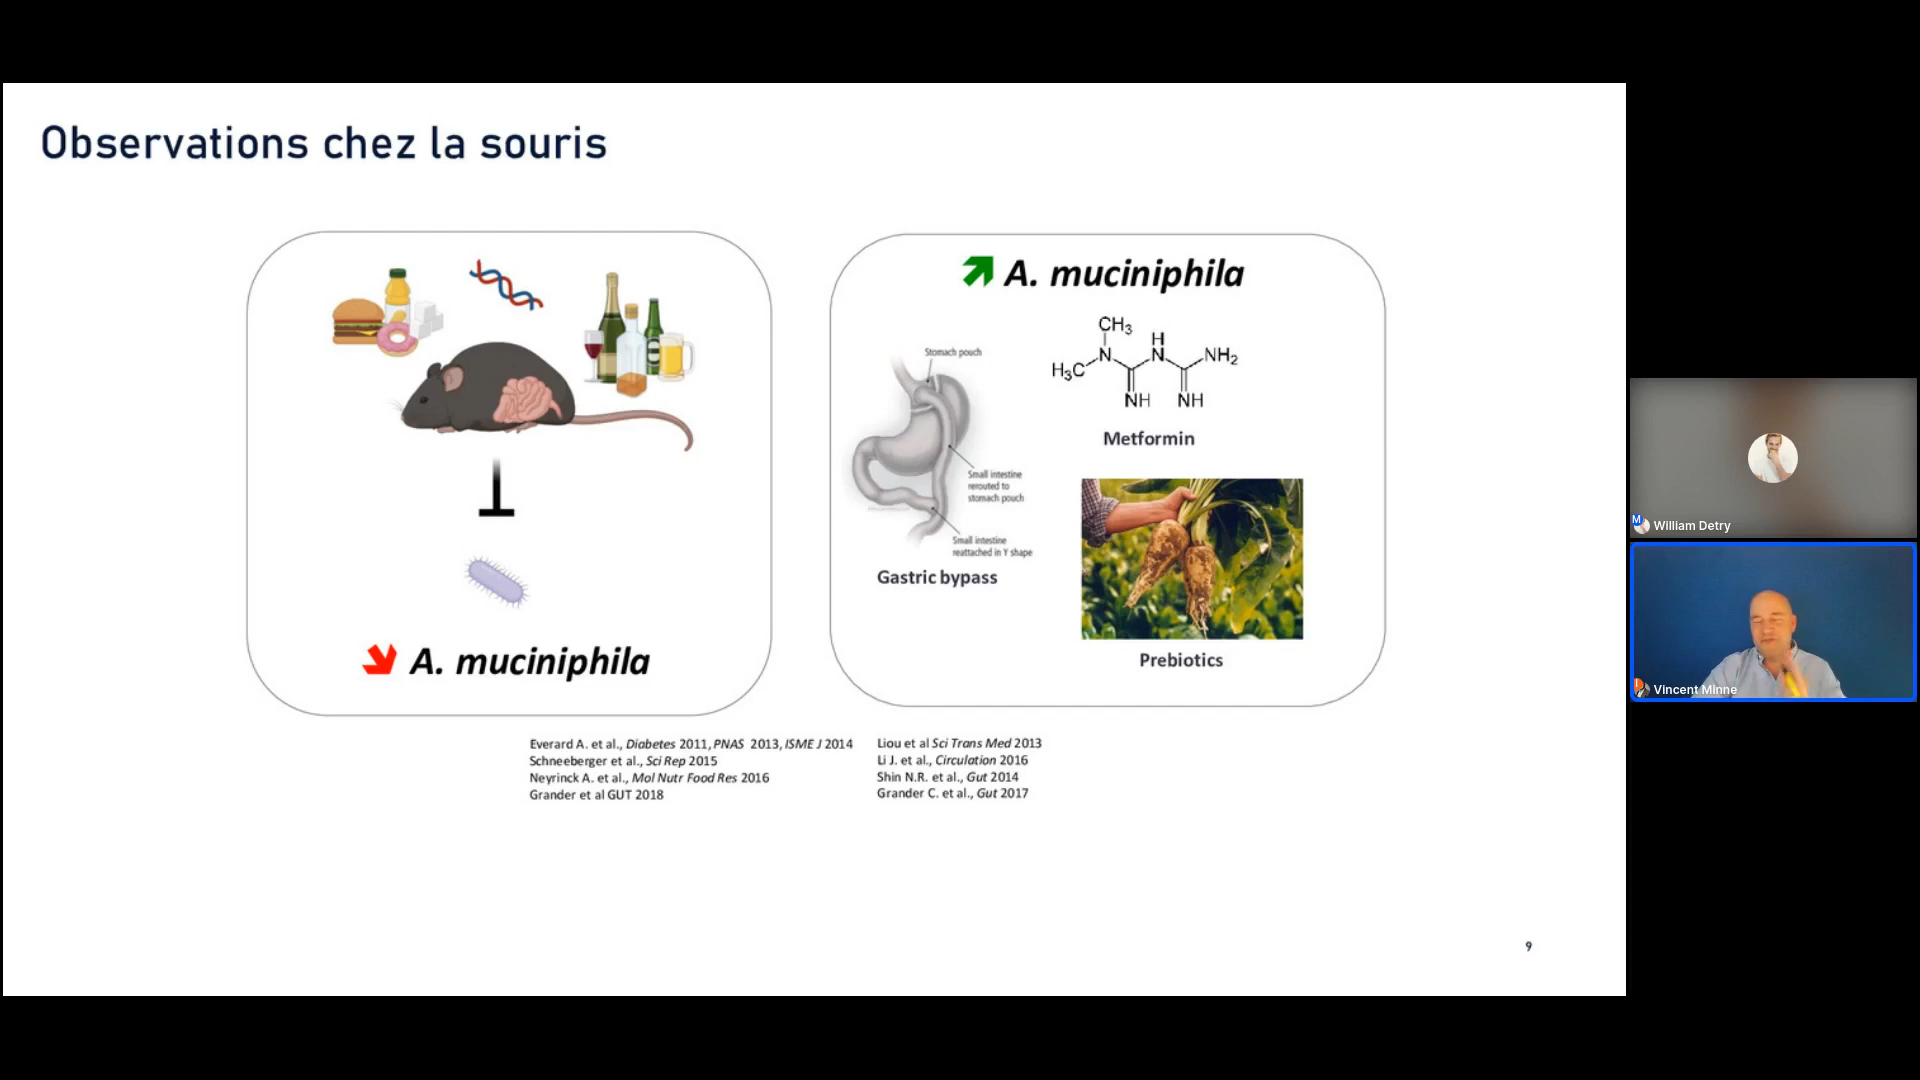 Observations chez la souris
A. muciniphila
Everard A. et al., Diabetes 2011, PNAS 2013, ISME J 2014
Schneeberger et al., Sci Rep 2015
Neyrinck A. et al., Mol Nutr Food Res 2016
Grander et al GUT 2018
A. muciniphila
CH3
H
N
N
NH2
H3C
NH
NH
Metformin
Stomach pouch
Small intestine
rerouted to
stomach pouch
Small intestine
reattached in Y shape
Gastric bypass
Prebiotics
Liou et al Sci Trans Med 2013
Li J. et al., Circulation 2016
Shin N.R. et al., Gut 2014
Grander C. et al., Gut 2017
9
M
William Detry
Vincent Minne